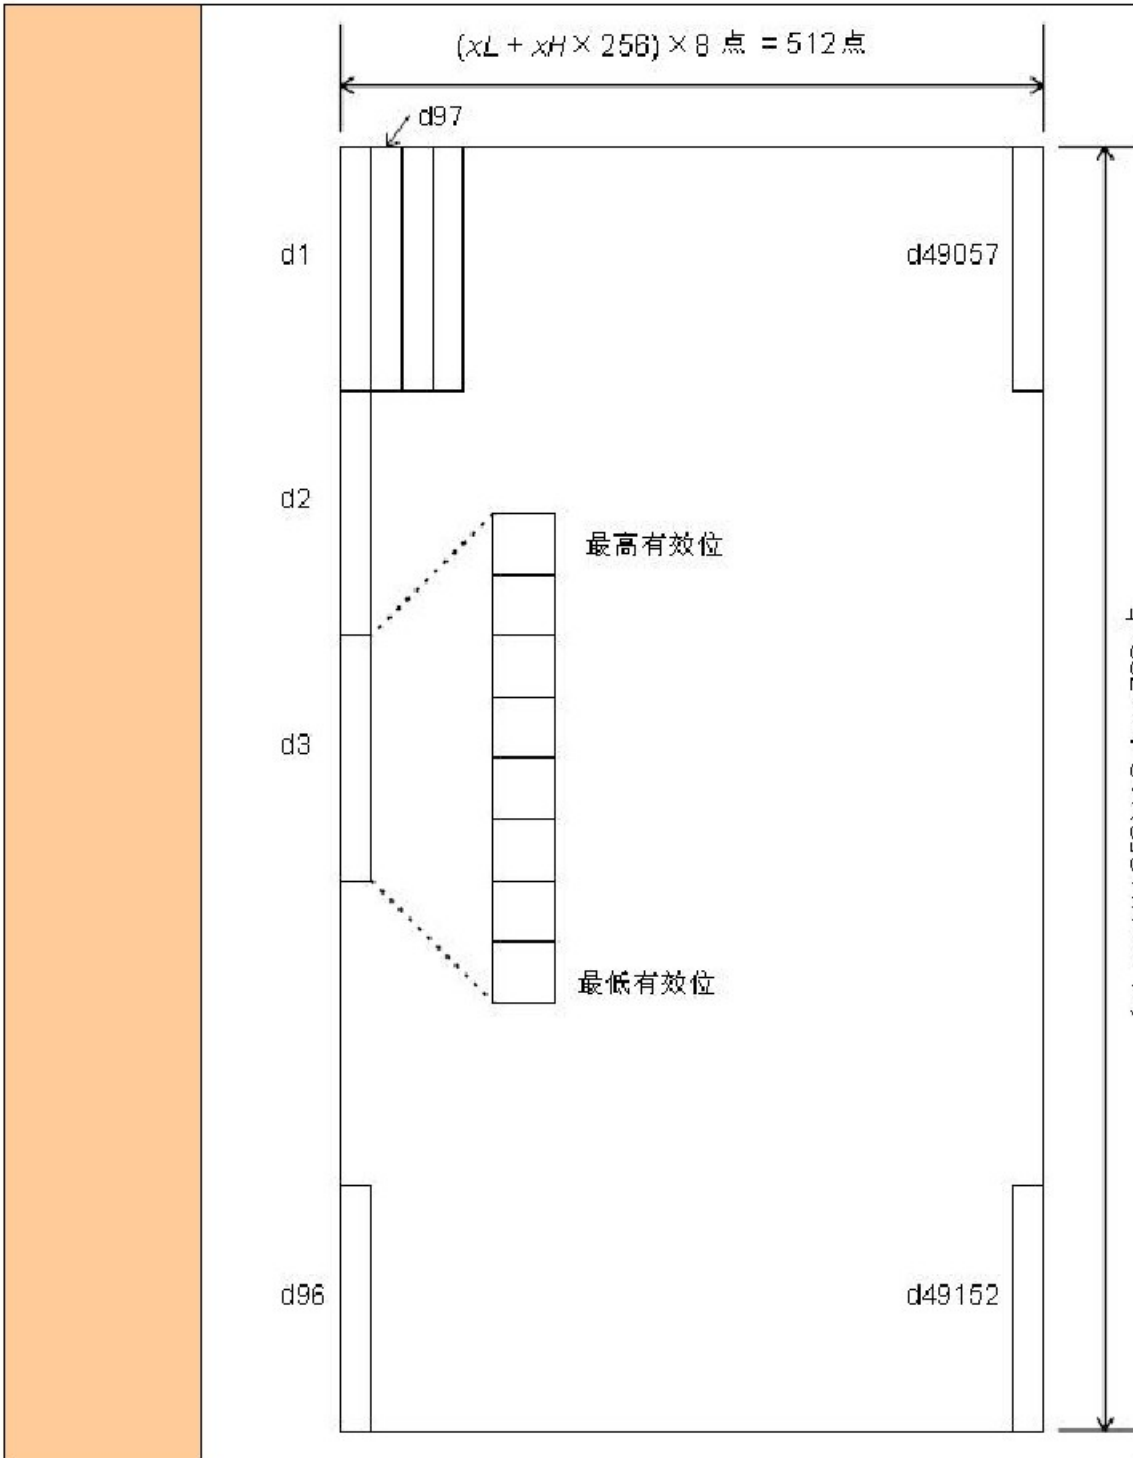 (xL + xH × 256) × 8 点 = 512点
d97
d1
d49057
d2
最高有效位
d3
最低有效位
d96
d49152